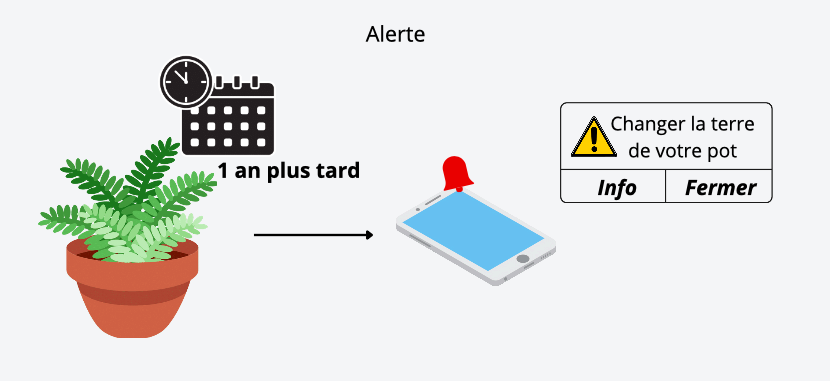 Alerte
1 an plus tard
Changer la terre
de votre pot
Info
Fermer